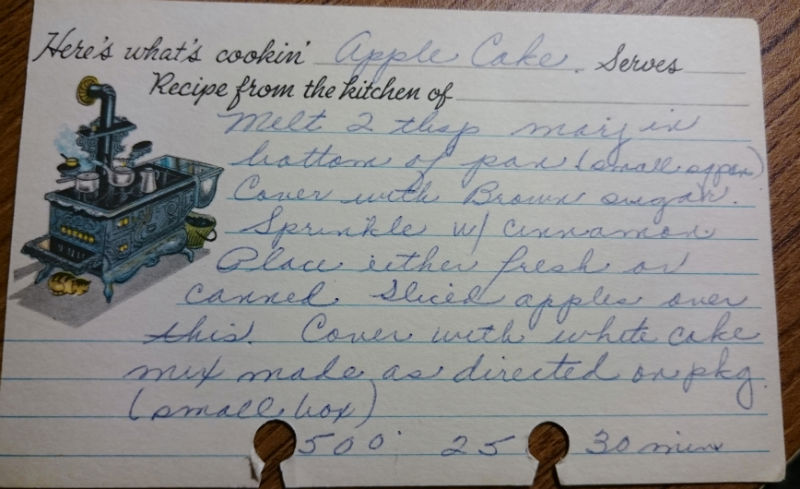 Here's what's cookin' Apple Cake. Serves
Recipe from the kitchen of
Melt 2 tbsp marg in
bottom of pan (small
Cover with Brown sugar.
Sprinkle w/ cinnamon
Place either fresh or
canned sliced apples over
this. Cover with white cake
mix made as directed on pkg.
(small box)
500° 25 30 min